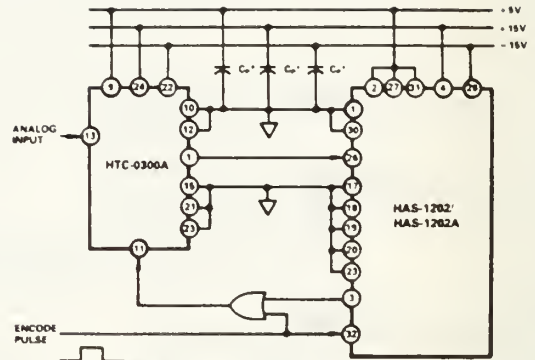 + 5V
+ 15V
- 15V
9
24
22
Cₒ*
Cₒ*
Cₒ*
2
27
31
4
28
10
12
1
30
ANALOG
INPUT
13
HTC-0300A
1
26
15
21
23
17
18
19
20
23
HAS-1202/
HAS-1202A
11
3
ENCODE
PULSE
32